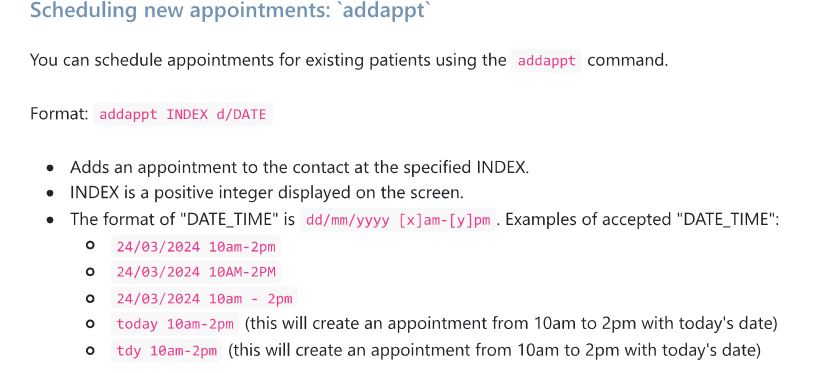 Scheduling new appointments: `addappt`
You can schedule appointments for existing patients using the addappt command.
Format: addappt INDEX d/DATE
• Adds an appointment to the contact at the specified INDEX.
• INDEX is a positive integer displayed on the screen.
• The format of "DATE_TIME" is dd/mm/yyyy [x]am-[y]pm. Examples of accepted "DATE_TIME":
24/03/2024 10am-2pm
24/03/2024 10AM-2PM
24/03/2024 10am - 2pm
today 10am-2pm (this will create an appointment from 10am to 2pm with today's date)
tdy 10am-2pm (this will create an appointment from 10am to 2pm with today's date)